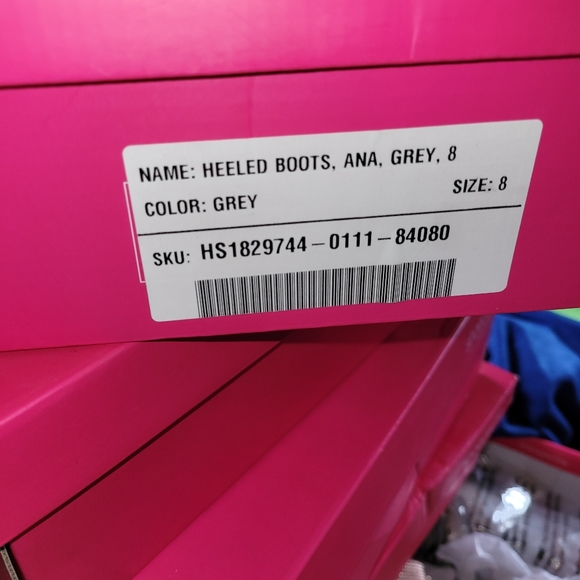 NAME: HEELED BOOTS, ANA, GREY, 8
COLOR: GREY SIZE: 8
SKU: HS1829744-0111-84080